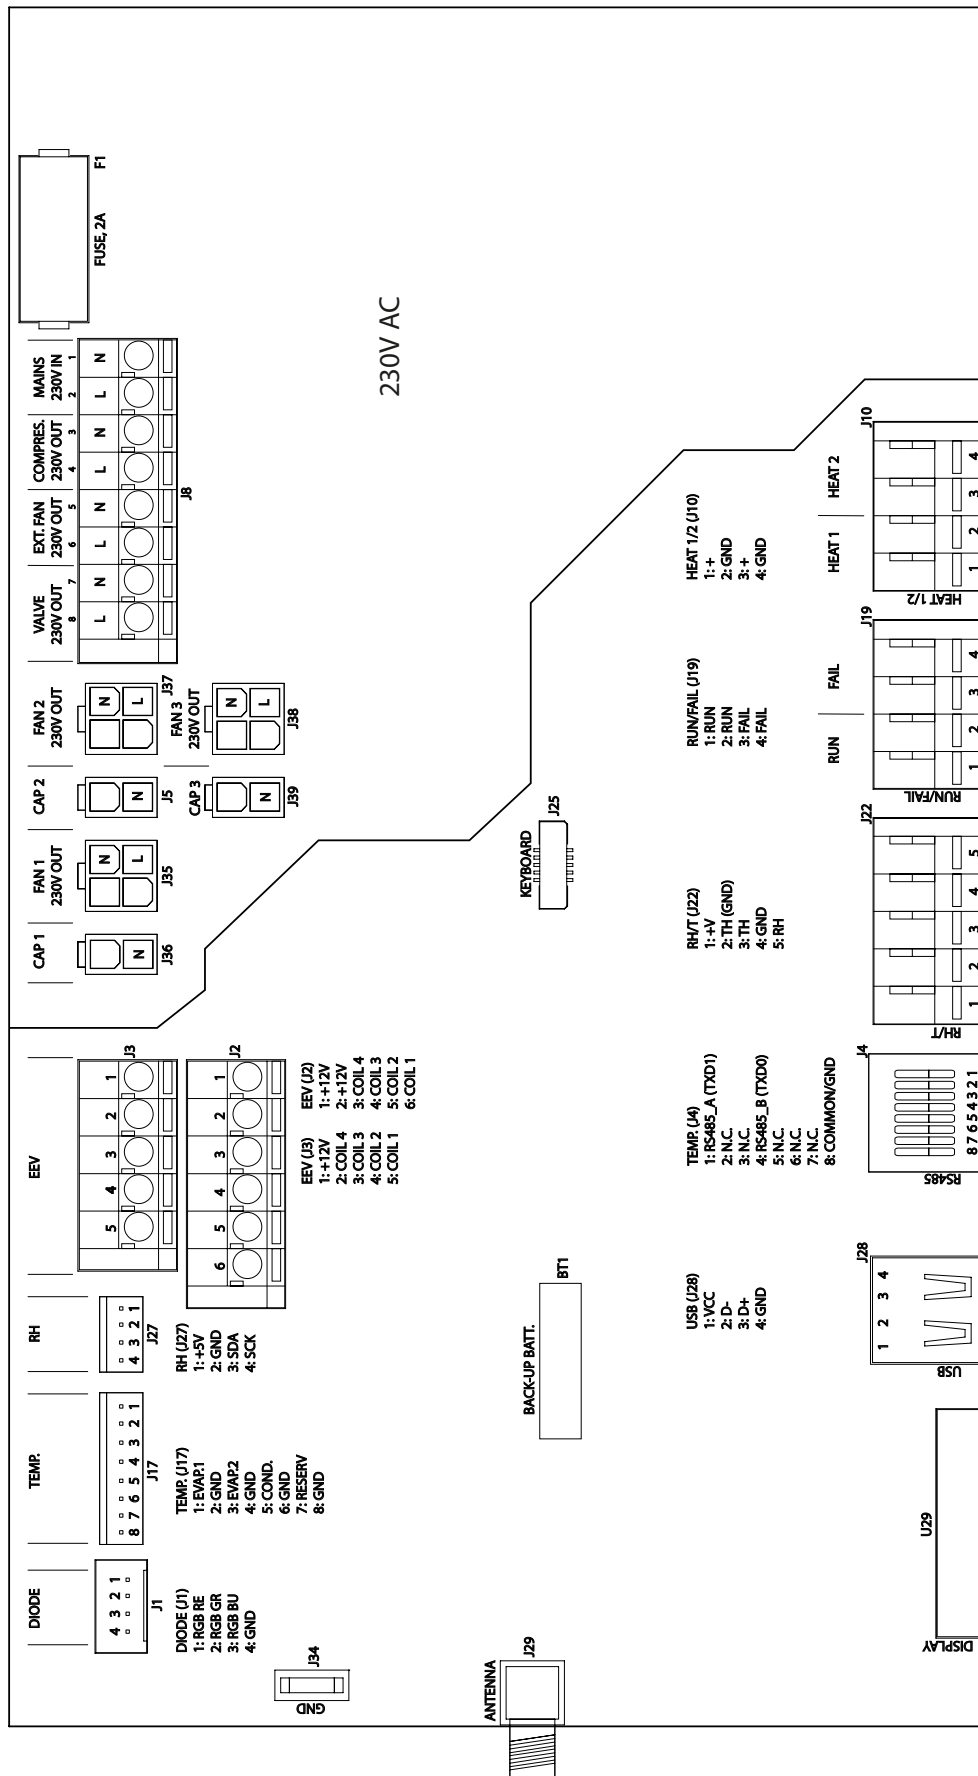 DIODE
4 3 2 1
J1
DIODE (J1)
1: RGB RE
2: RGB GR
3: RGB BU
4: GND
TEMP.
8 7 6 5 4 3 2 1
J17
TEMP. (J17)
1: EVAP.1
2: GND
3: EVAP.2
4: GND
5: COND.
6: GND
7: RESERV
8: GND
RH
4 3 2 1
J27
RH (J27)
1: +5V
2: GND
3: SDA
4: SCK
EEV
5 4 3 2 1
J3
6 5 4 3 2 1
J2
EEV (J3)
1: +12V
2: COIL 4
3: COIL 3
4: COIL 2
5: COIL 1
EEV (J2)
1: +12V
2: +12V
3: COIL 4
4: COIL 3
5: COIL 2
6: COIL 1
CAP 1
N
J36
FAN 1
230V OUT
N
L
J35
CAP 2
N
J5
CAP 3
N
J39
FAN 2
230V OUT
N
L
J37
FAN 3
230V OUT
N
L
J38
VALVE
230V OUT
EXT. FAN
230V OUT
COMPRES.
230V OUT
MAINS
230V IN
8 7 6 5 4 3 2 1
L N L N L N L N
J8
FUSE, 2A
F1
230V AC
GND
J34
ANTENNA
J29
BACK-UP BATT.
BT1
KEYBOARD
J25
USB (J28)
1: VCC
2: D-
3: D+
4: GND
TEMP. (J4)
1: RS485_A (TXD1)
2: N.C.
3: N.C.
4: RS485_B (TXD0)
5: N.C.
6: N.C.
7: N.C.
8: COMMON/GND
RH/T (J22)
1: +V
2: TH (GND)
3: TH
4: GND
5: RH
RUN/FAIL (J19)
1: RUN
2: RUN
3: FAIL
4: FAIL
HEAT 1/2 (J10)
1: +
2: GND
3: +
4: GND
RUN
FAIL
HEAT 1
HEAT 2
DISPLAY
U29
USB
1 2 3 4
J28
RS485
8 7 6 5 4 3 2 1
J4
RH/T
1 2 3 4 5
J22
RUN/FAIL
1 2 3 4
J19
HEAT 1/2
1 2 3 4
J10